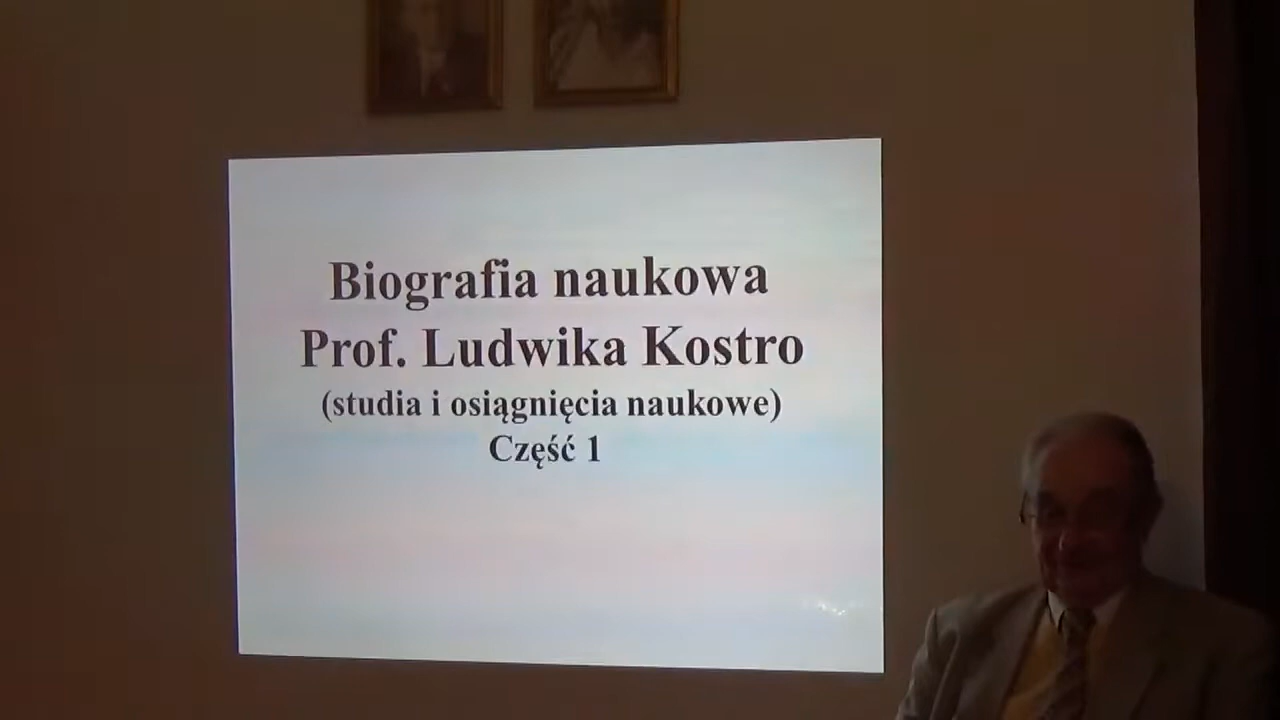 Biografia naukowa
Prof. Ludwika Kostro
(studia i osiągnięcia naukowe)
Część 1